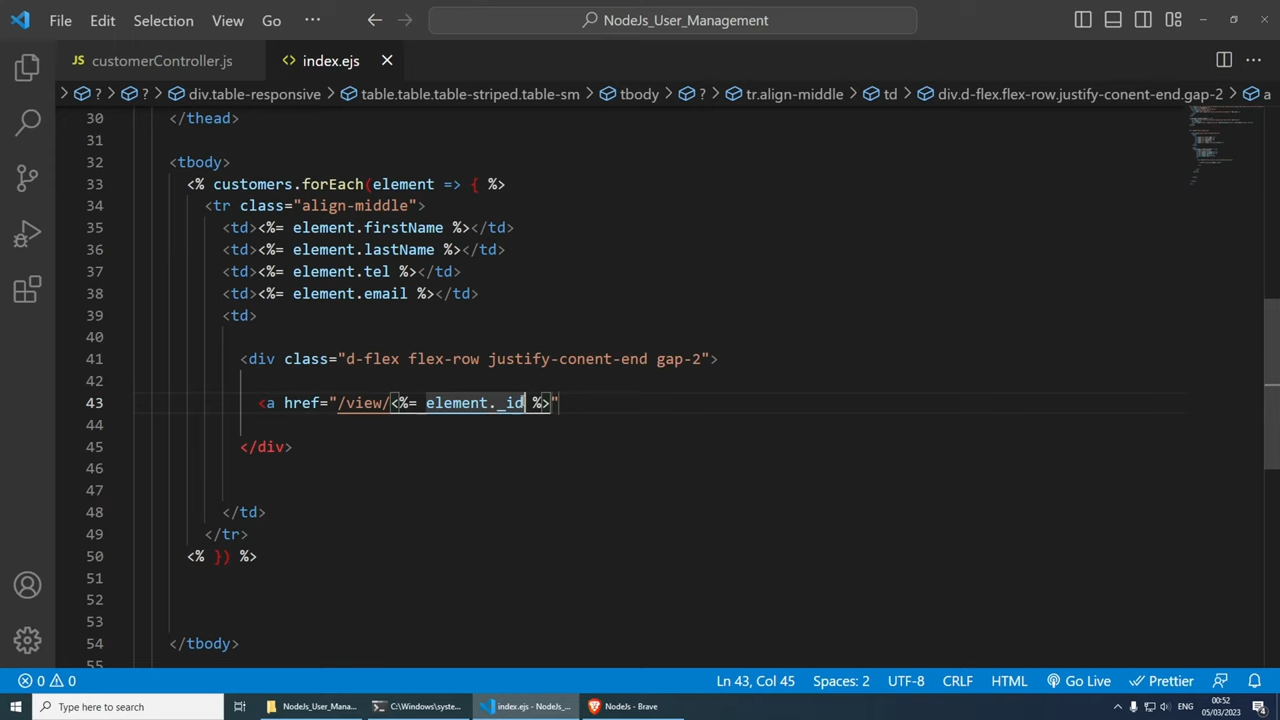 File Edit Selection View Go ··· NodeJs_User_Management
JS customerController.js <> index.ejs
? ? div.table-responsive table.table.table-striped.table-sm tbody ? tr.align-middle td div.d-flex.flex-row.justify-conent-end.gap-2 a
30 </thead>
31
32 <tbody>
33 <% customers.forEach(element => { %>
34 <tr class="align-middle">
35 <td><%= element.firstName %></td>
36 <td><%= element.lastName %></td>
37 <td><%= element.tel %></td>
38 <td><%= element.email %></td>
39 <td>
40
41 <div class="d-flex flex-row justify-conent-end gap-2">
42
43 <a href="/view/<%= element._id %>"
44
45 </div>
46
47
48 </td>
49 </tr>
50 <% }) %>
51
52
53
54 </tbody>
55
0 0 Ln 43, Col 45 Spaces: 2 UTF-8 CRLF HTML Go Live Prettier
Type here to search NodeJs_User_Mana... C:\Windows\syste... index.ejs - NodeJs_... NodeJs - Brave ENG 00:52 05/03/2023 4